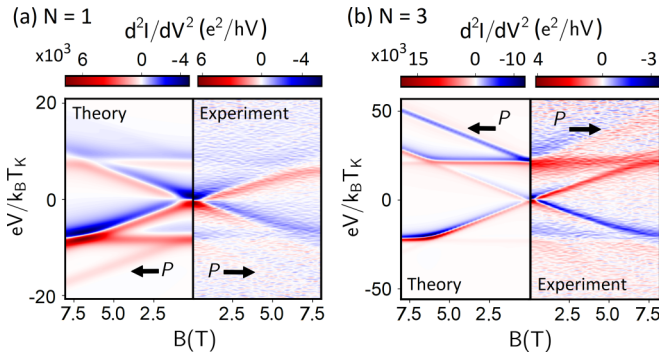 (a) N = 1
d²I/dV² (e²/hV)
x10³ 6 0 -4 6 0 -4
20
0
-20
eV/k_BT_K
Theory
Experiment
P
P
7.5 5.0 2.5 2.5 5.0 7.5
B(T)
(b) N = 3
d²I/dV² (e²/hV)
x10³ 15 0 -10 4 0 -3
50
0
-50
eV/k_BT_K
P
P
Theory
Experiment
7.5 5.0 2.5 2.5 5.0 7.5
B(T)